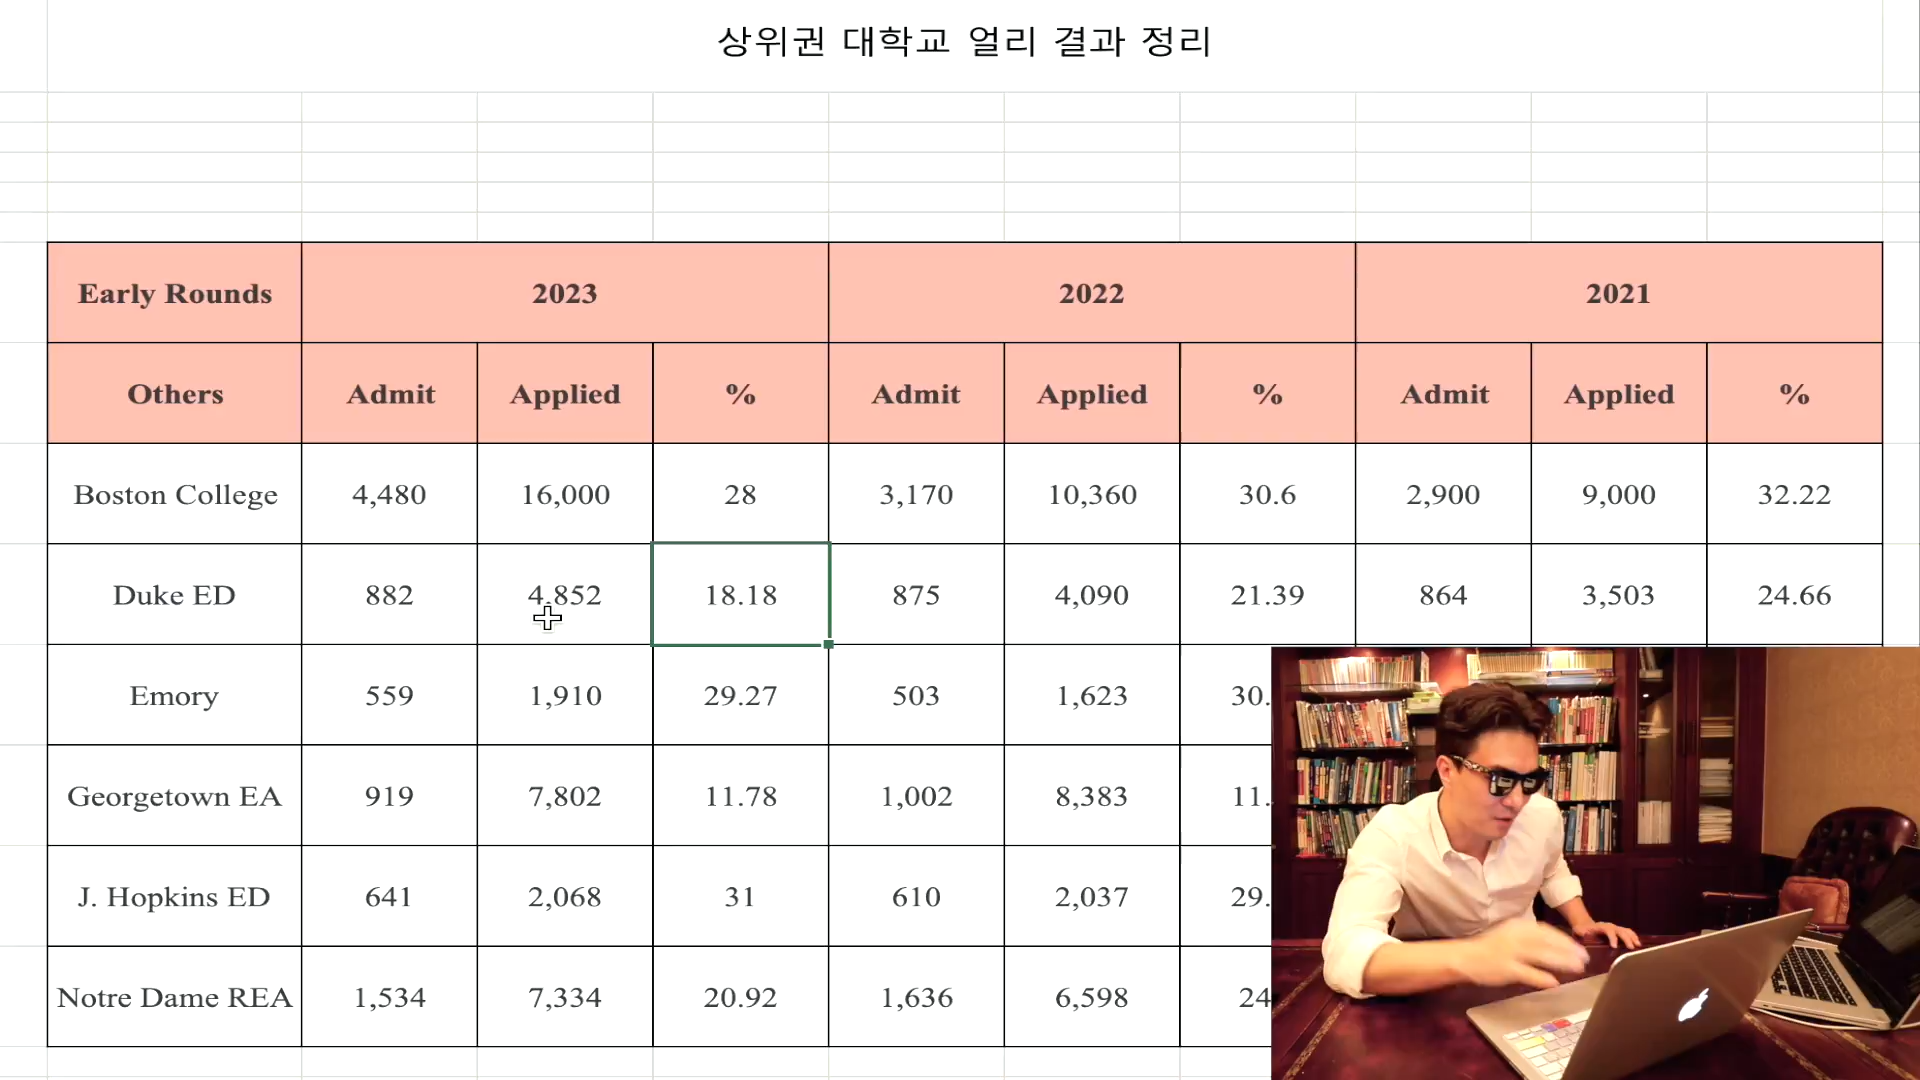 상위권 대학교 얼리 결과 정리
Early Rounds 2023 2022 2021
Others Admit Applied % Admit Applied % Admit Applied %
Boston College 4,480 16,000 28 3,170 10,360 30.6 2,900 9,000 32.22
Duke ED 882 4,852 18.18 875 4,090 21.39 864 3,503 24.66
Emory 559 1,910 29.27 503 1,623 30.
Georgetown EA 919 7,802 11.78 1,002 8,383 11.
J. Hopkins ED 641 2,068 31 610 2,037 29.
Notre Dame REA 1,534 7,334 20.92 1,636 6,598 24